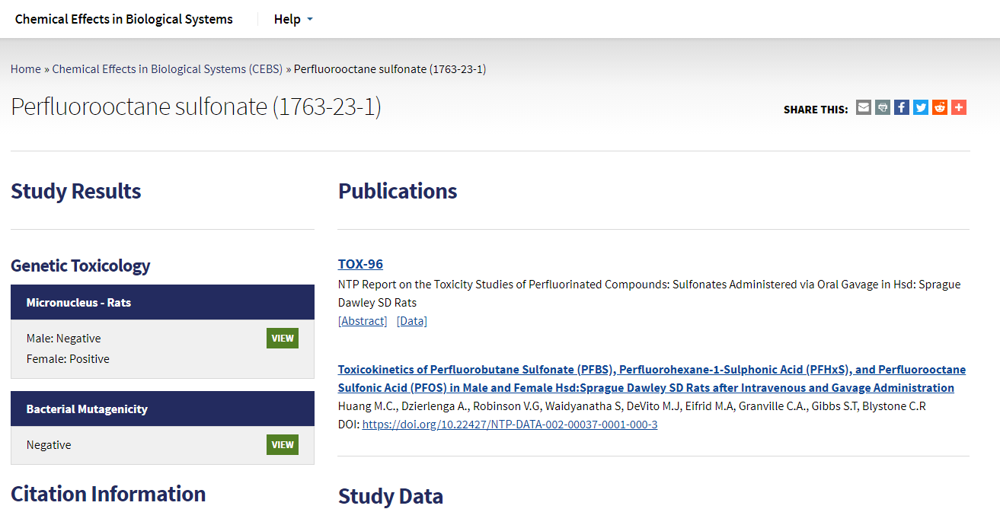 Chemical Effects in Biological Systems
Help
Home » Chemical Effects in Biological Systems (CEBS) » Perfluorooctane sulfonate (1763-23-1)
Perfluorooctane sulfonate (1763-23-1)
SHARE THIS:
Study Results
Genetic Toxicology
Micronucleus - Rats
Male: Negative
VIEW
Female: Positive
Bacterial Mutagenicity
Negative
VIEW
Citation Information
Publications
TOX-96
NTP Report on the Toxicity Studies of Perfluorinated Compounds: Sulfonates Administered via Oral Gavage in Hsd: Sprague
Dawley SD Rats
[Abstract] [Data]
Toxicokinetics of Perfluorobutane Sulfonate (PFBS), Perfluorohexane-1-Sulphonic Acid (PFHxS), and Perfluorooctane
Sulfonic Acid (PFOS) in Male and Female Hsd:Sprague Dawley SD Rats after Intravenous and Gavage Administration
Huang M.C., Dzierlenga A., Robinson V.G, Waidyanatha S, DeVito M.J, Eifrid M.A, Granville C.A., Gibbs S.T, Blystone C.R
DOI: https://doi.org/10.22427/NTP-DATA-002-00037-0001-000-3
Study Data